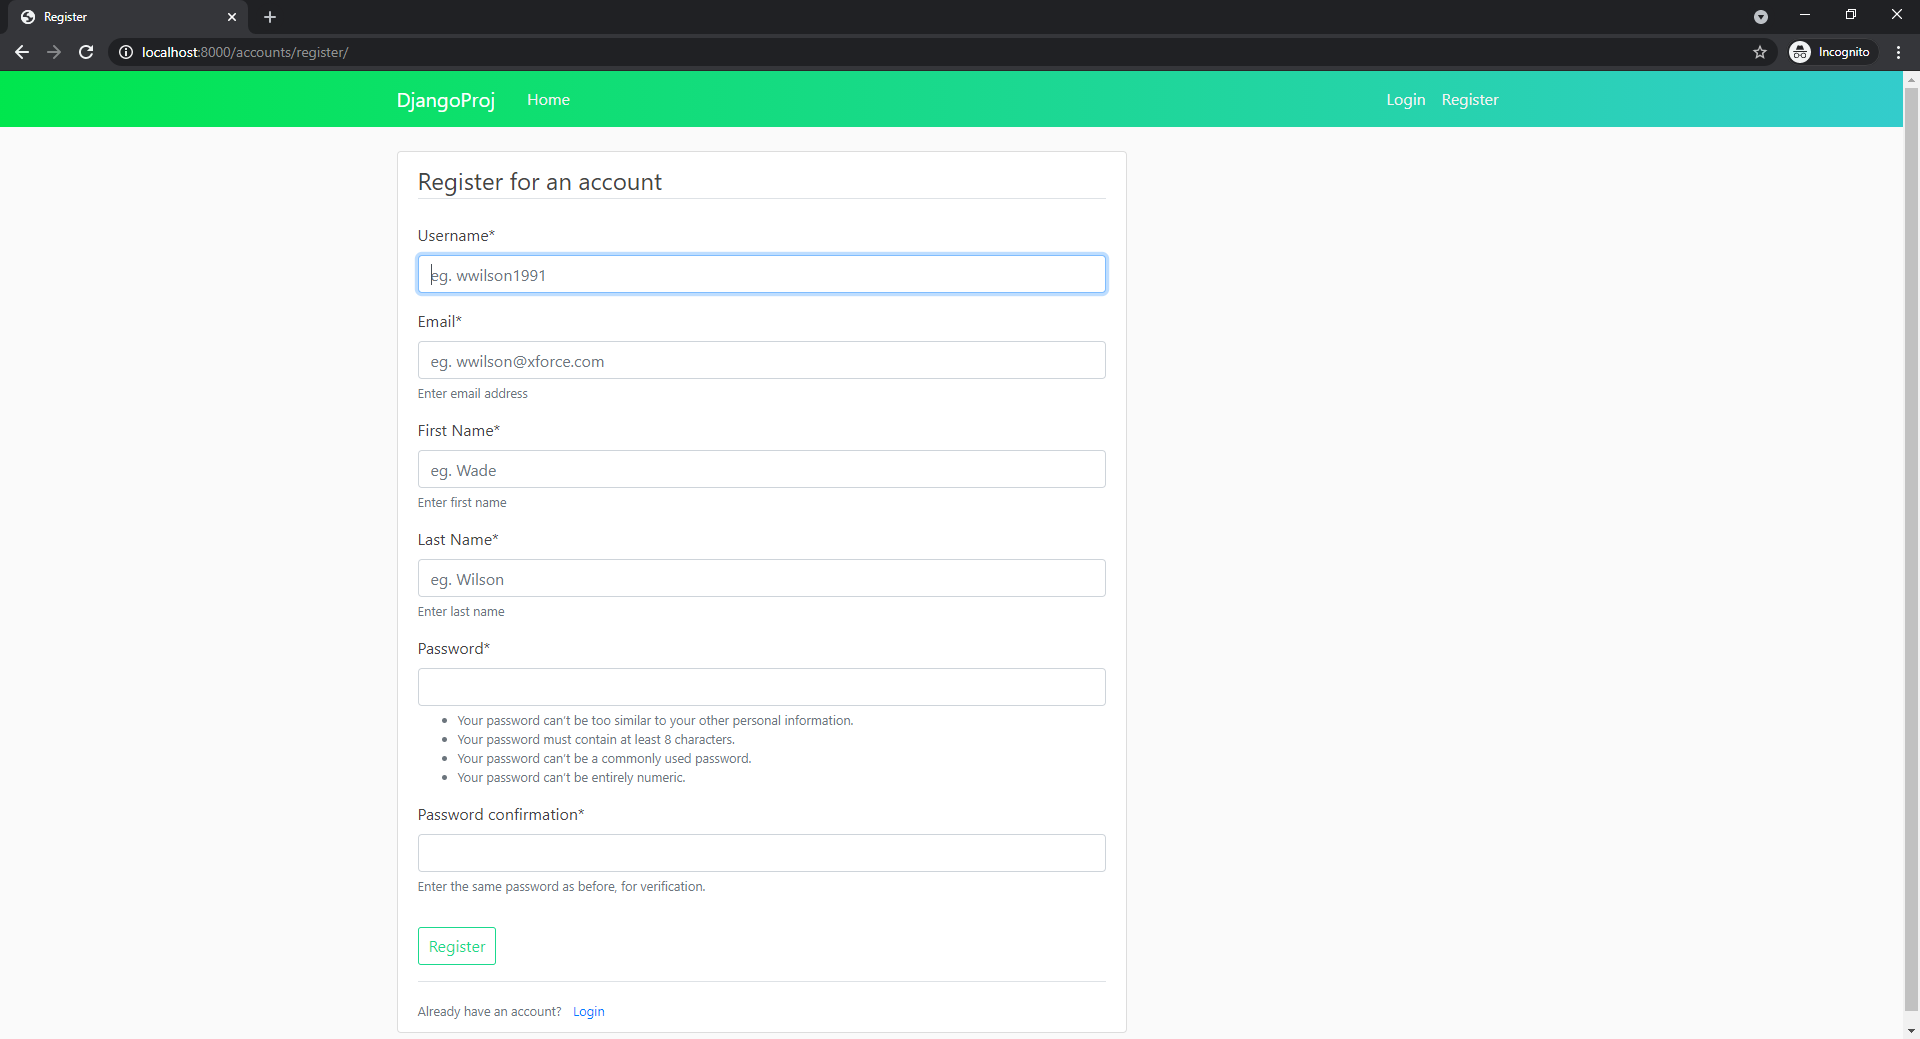 Register
localhost:8000/accounts/register/
Incognito
DjangoProj Home Login Register
Register for an account
Username*
eg. wwilson1991
Email*
eg. wwilson@xforce.com
Enter email address
First Name*
eg. Wade
Enter first name
Last Name*
eg. Wilson
Enter last name
Password*
• Your password can't be too similar to your other personal information.
• Your password must contain at least 8 characters.
• Your password can't be a commonly used password.
• Your password can't be entirely numeric.
Password confirmation*
Enter the same password as before, for verification.
Register
Already have an account? Login